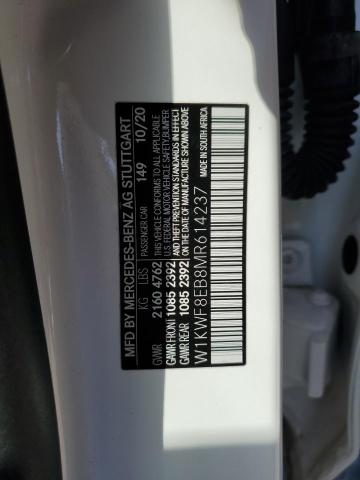 MFD BY MERCEDES-BENZ AG STUTTGART
PASSENGER CAR 149 10/20
KG LBS
GVWR 2160 4762
GAWR FRONT 1085 2392
GAWR REAR 1085 2392
THIS VEHICLE CONFORMS TO ALL APPLICABLE
U.S. FEDERAL MOTOR VEHICLE SAFETY, BUMPER
AND THEFT PREVENTION STANDARDS IN EFFECT
ON THE DATE OF MANUFACTURE SHOWN ABOVE.
W1KWF8EB8MR614237
MADE IN SOUTH AFRICA